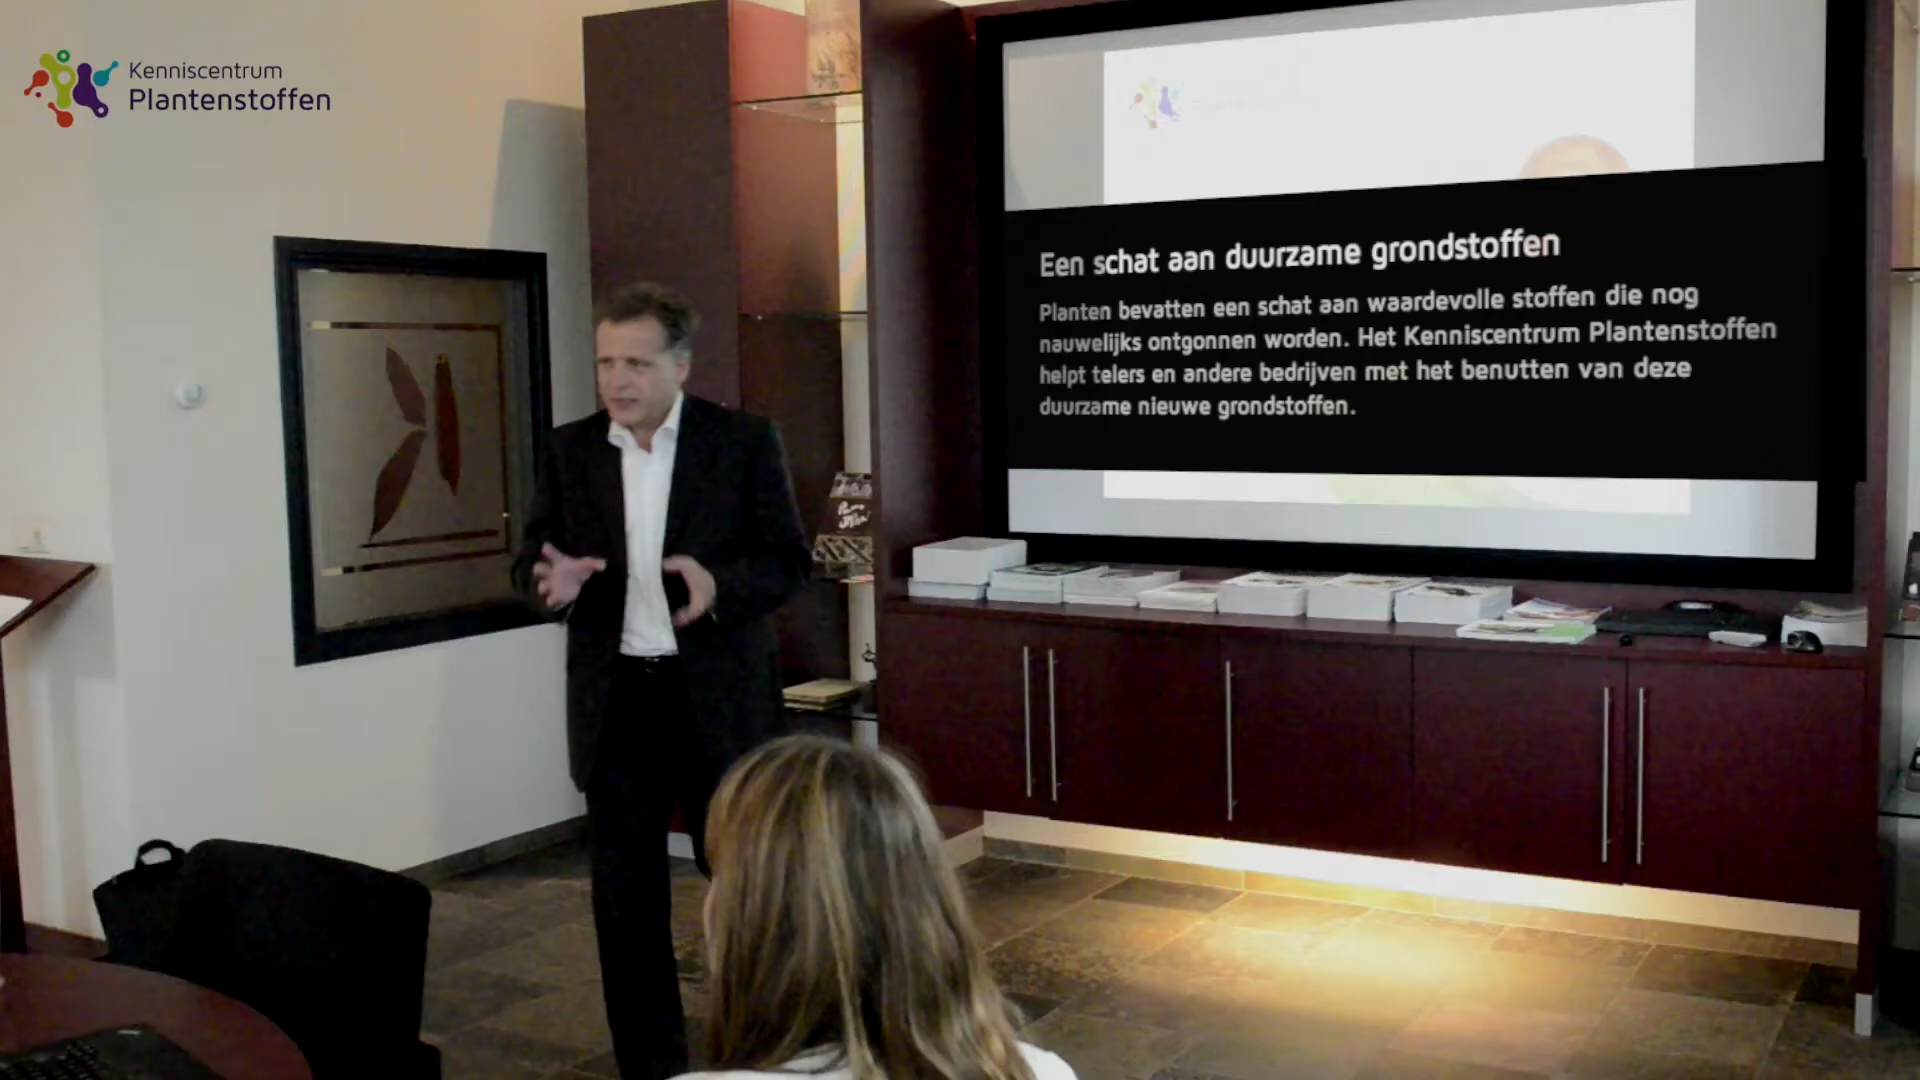 Kenniscentrum
Plantenstoffen
Een schat aan duurzame grondstoffen
Planten bevatten een schat aan waardevolle stoffen die nog
nauwelijks ontgonnen worden. Het Kenniscentrum Plantenstoffen
helpt telers en andere bedrijven met het benutten van deze
duurzame nieuwe grondstoffen.